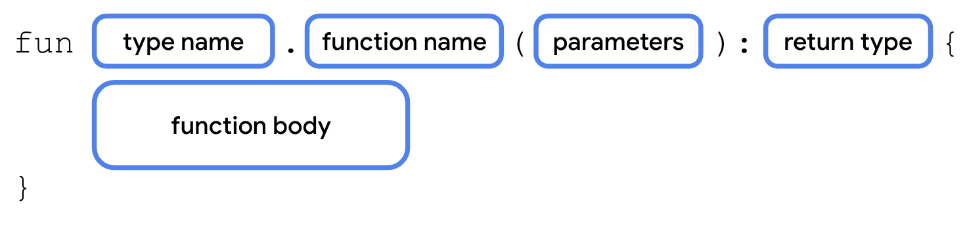 fun type name . function name ( parameters ) : return type {
function body
}